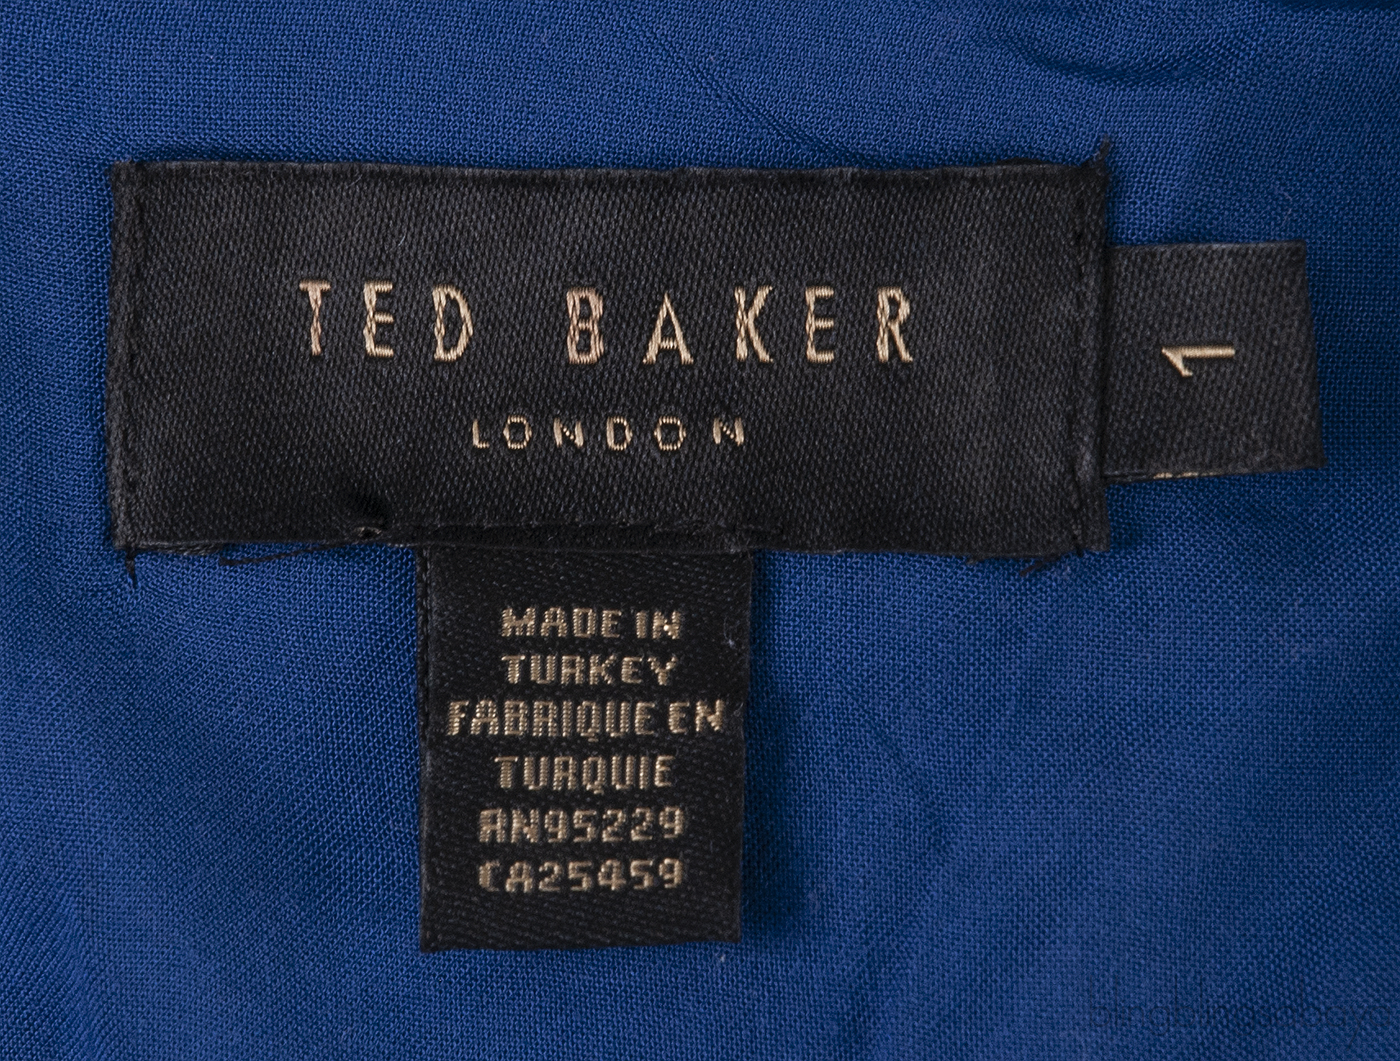 TED BAKER
LONDON
1
MADE IN
TURKEY
FABRIQUE EN
TURQUIE
RN95229
CA25459